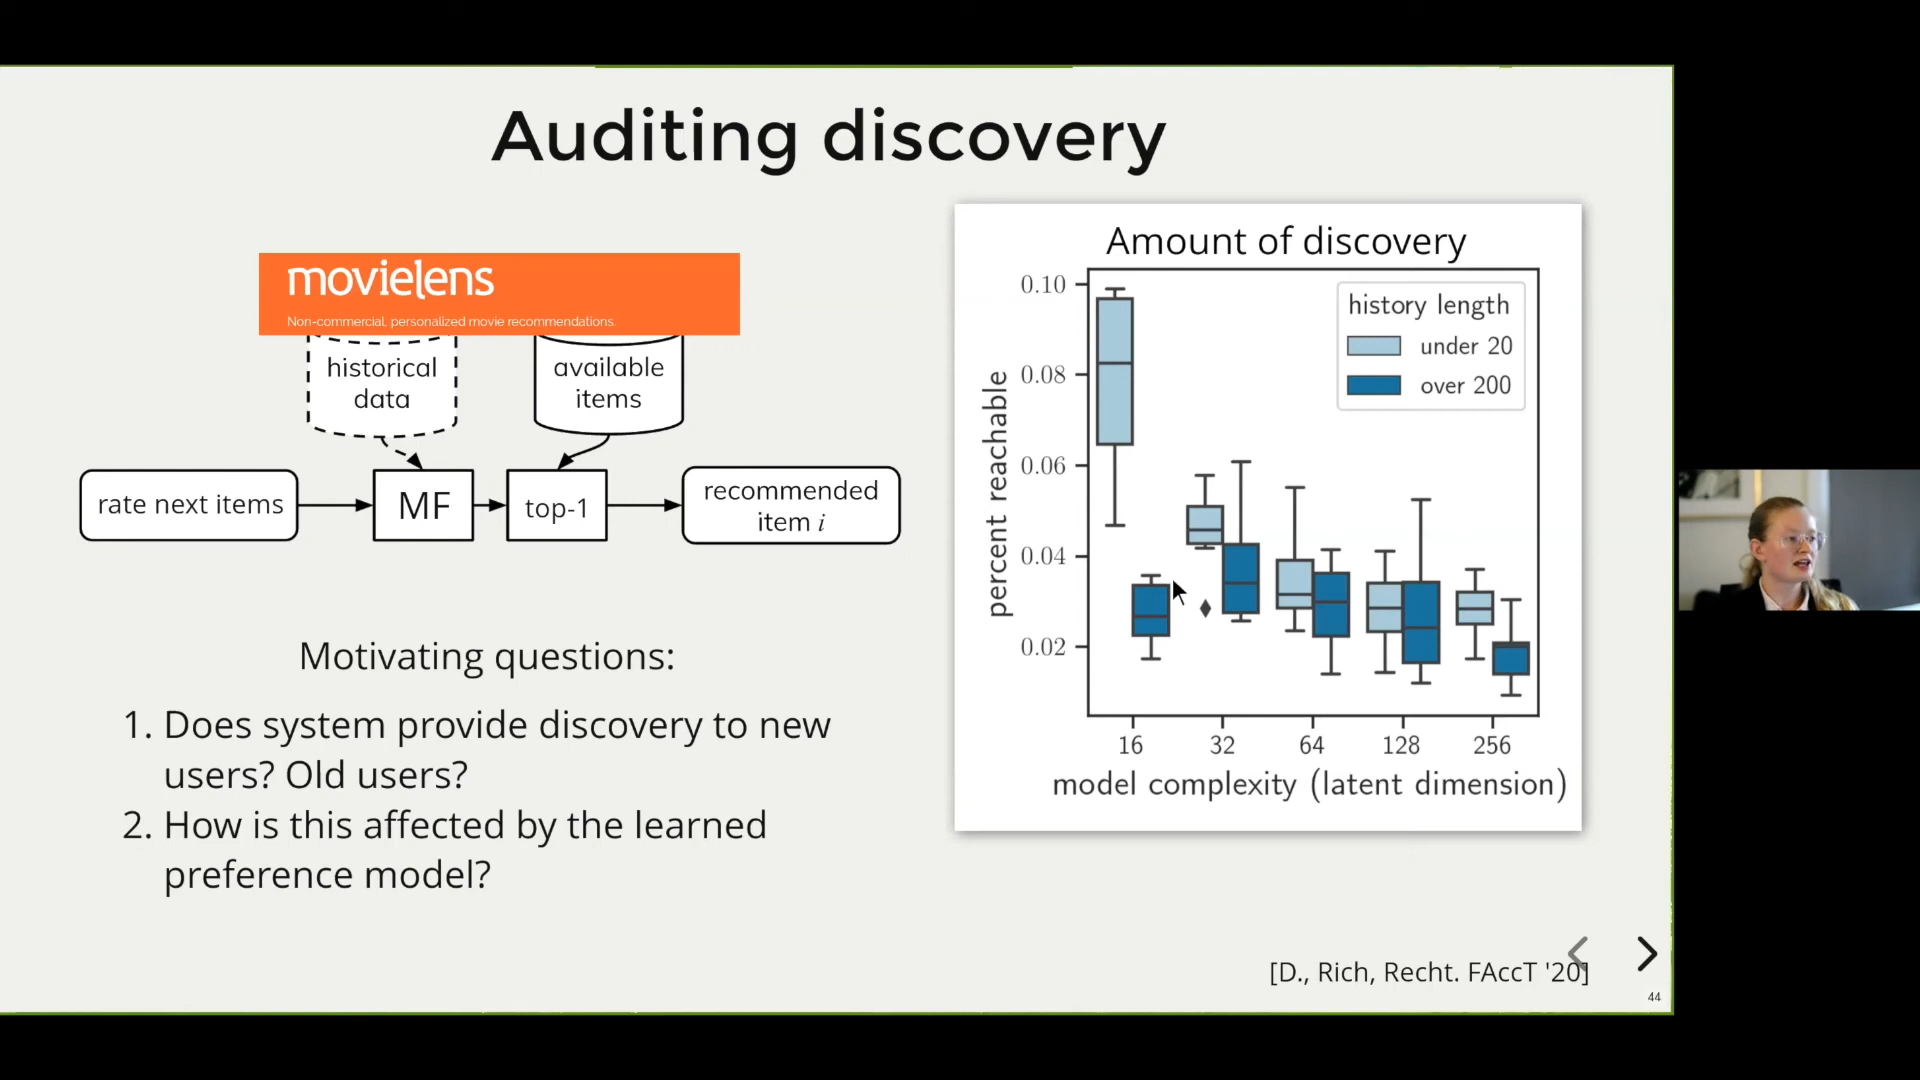 Auditing discovery
movielens
Non-commercial, personalized movie recommendations.
historical
data
available
items
rate next items
MF
top-1
recommended
item i
Motivating questions:
1. Does system provide discovery to new
users? Old users?
2. How is this affected by the learned
preference model?
Amount of discovery
percent reachable
0.10
0.08
0.06
0.04
0.02
history length
under 20
over 200
16
32
64
128
256
model complexity (latent dimension)
[D., Rich, Recht. FAccT '20]
44